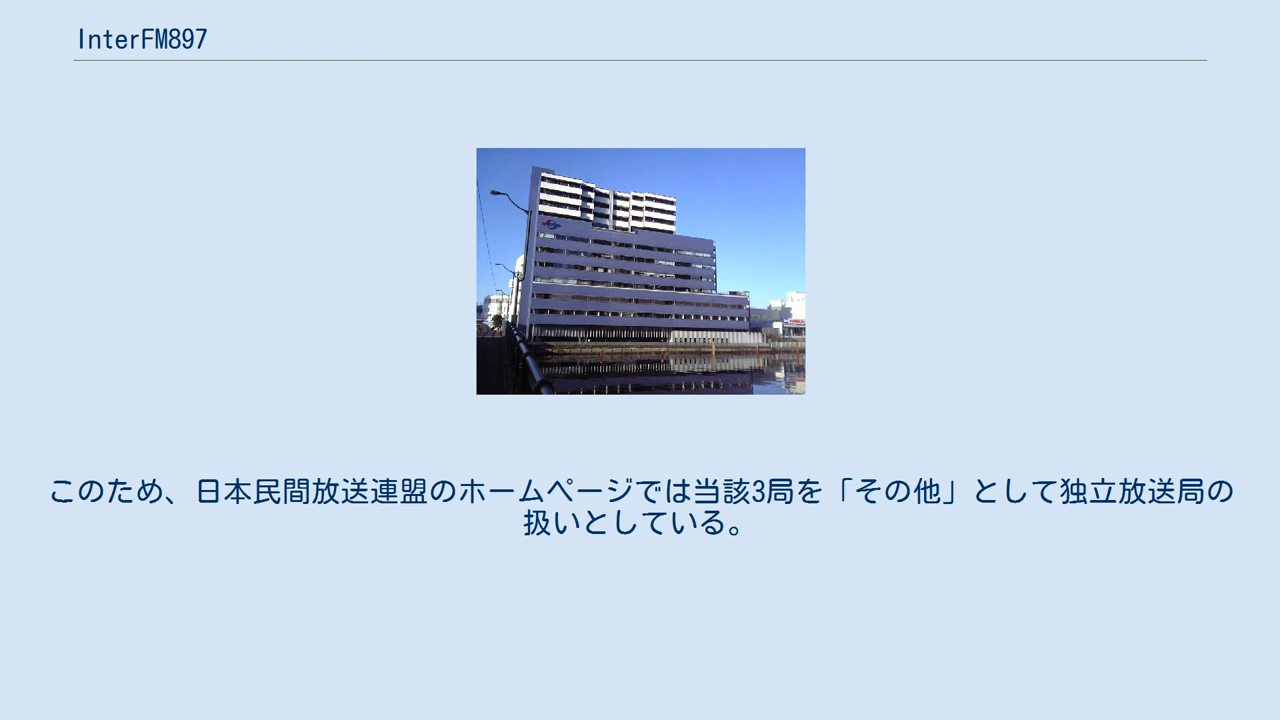 InterFM897
このため、日本民間放送連盟のホームページでは当該3局を「その他」として独立放送局の
扱いとしている。